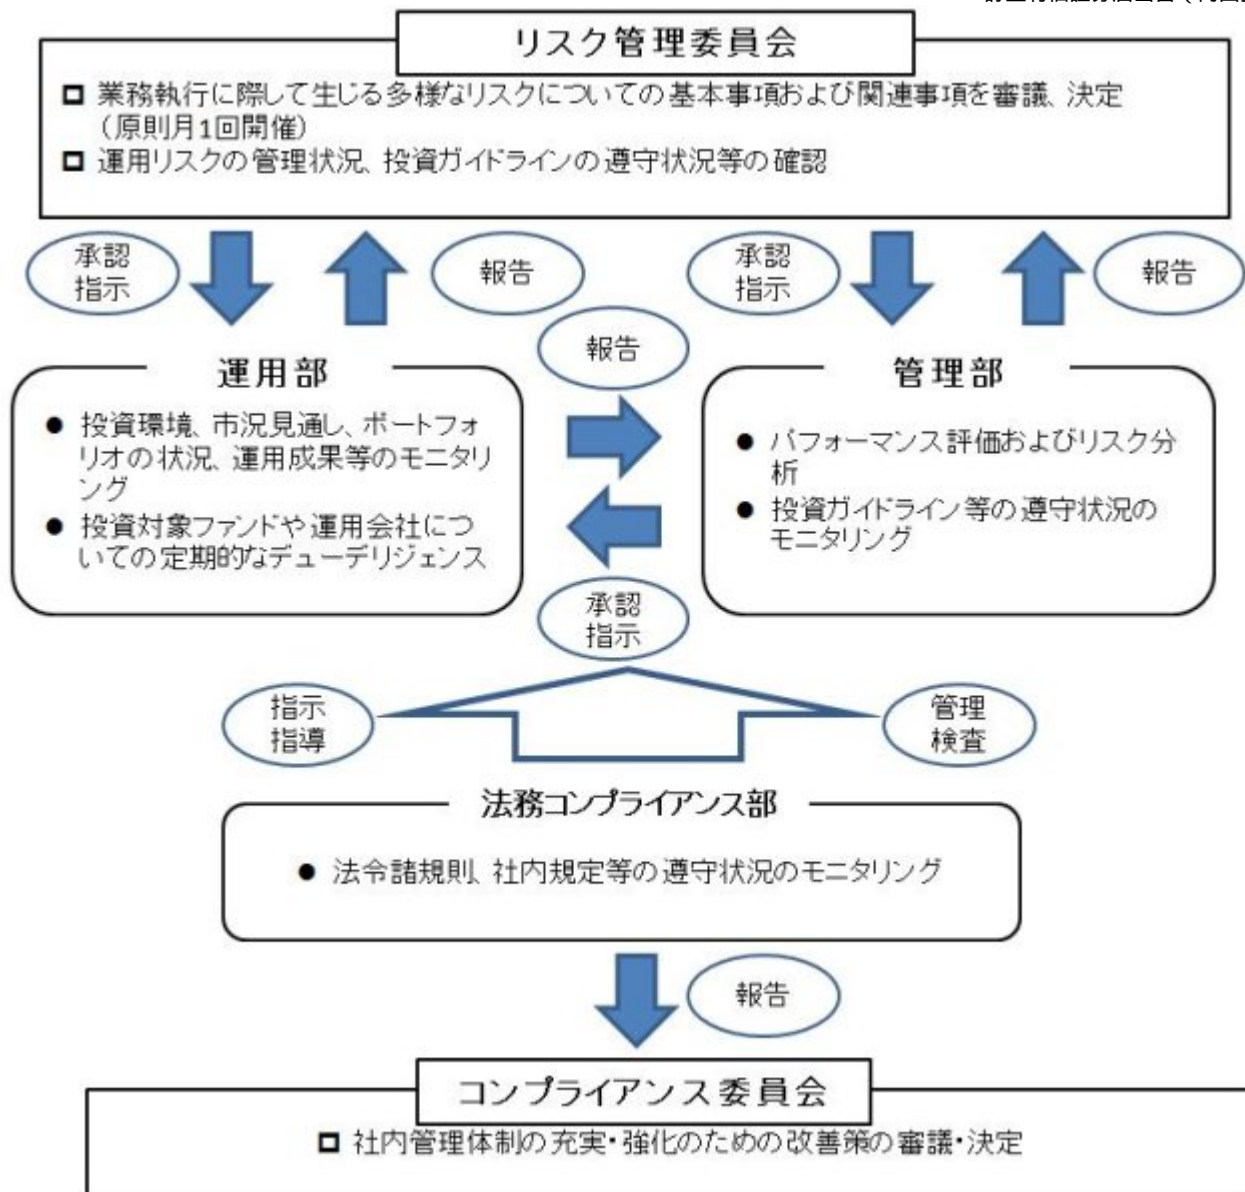 リスク管理委員会
業務執行に際して生じる多様なリスクについての基本事項および関連事項を審議、決定
（原則月1回開催）
運用リスクの管理状況、投資ガイドラインの遵守状況等の確認
承認
指示
報告
承認
指示
報告
報告
運用部
投資環境、市況見通し、ポートフォ
リオの状況、運用成果等のモニタリ
ング
投資対象ファンドや運用会社につ
いての定期的なデューデリジェンス
管理部
パフォーマンス評価およびリスク分
析
投資ガイドライン等の遵守状況の
モニタリング
承認
指示
指示
指導
管理
検査
法務コンプライアンス部
法令諸規則、社内規定等の遵守状況のモニタリング
報告
コンプライアンス委員会
社内管理体制の充実・強化のための改善策の審議・決定